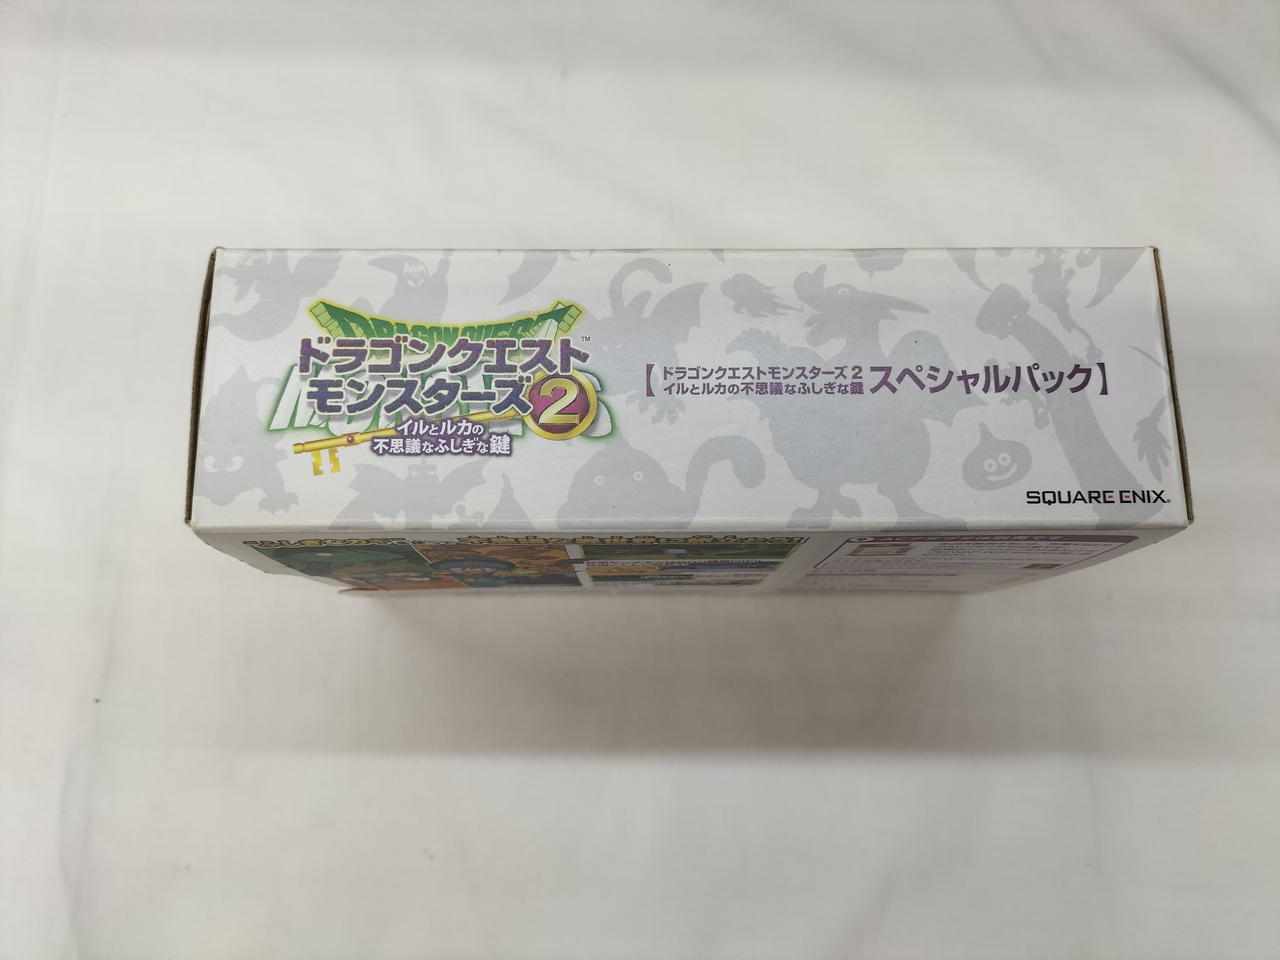 DRAGON QUEST
MONSTERS
ドラゴンクエスト™
モンスターズ2
イルとルカの
不思議なふしぎな鍵
【ドラゴンクエストモンスターズ2
イルとルカの不思議なふしぎな鍵 スペシャルパック】
SQUARE ENIX®